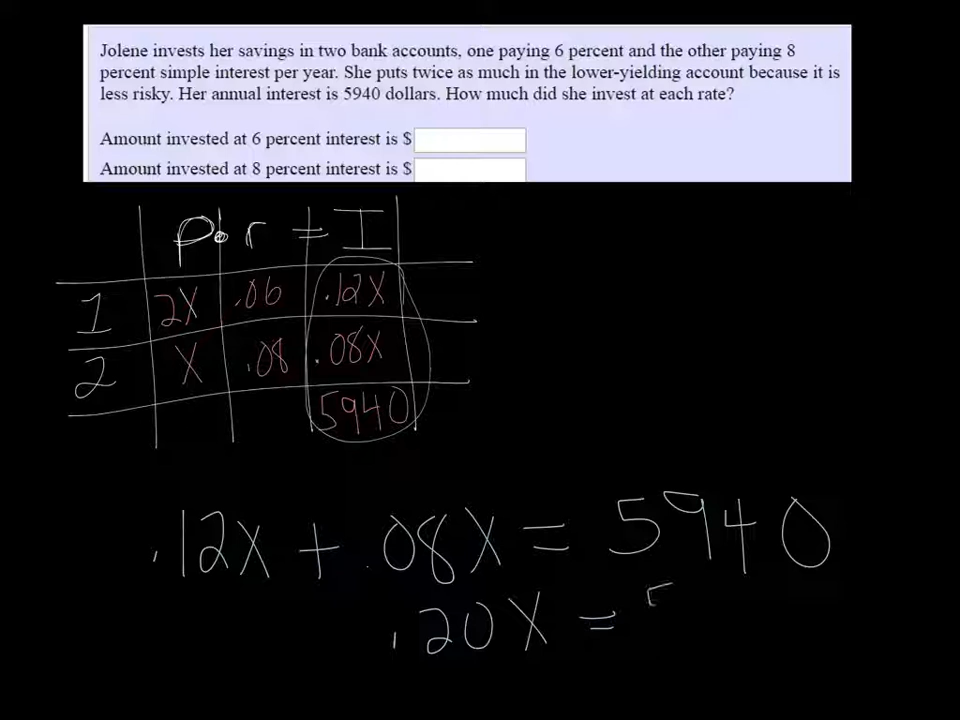 Jolene invests her savings in two bank accounts, one paying 6 percent and the other paying 8
percent simple interest per year. She puts twice as much in the lower-yielding account because it is
less risky. Her annual interest is 5940 dollars. How much did she invest at each rate?
Amount invested at 6 percent interest is $
Amount invested at 8 percent interest is $
P • r = I
1 2X .06 .12X
2 X .08 .08X
5940
.12X + .08X = 5940
.20X = 5